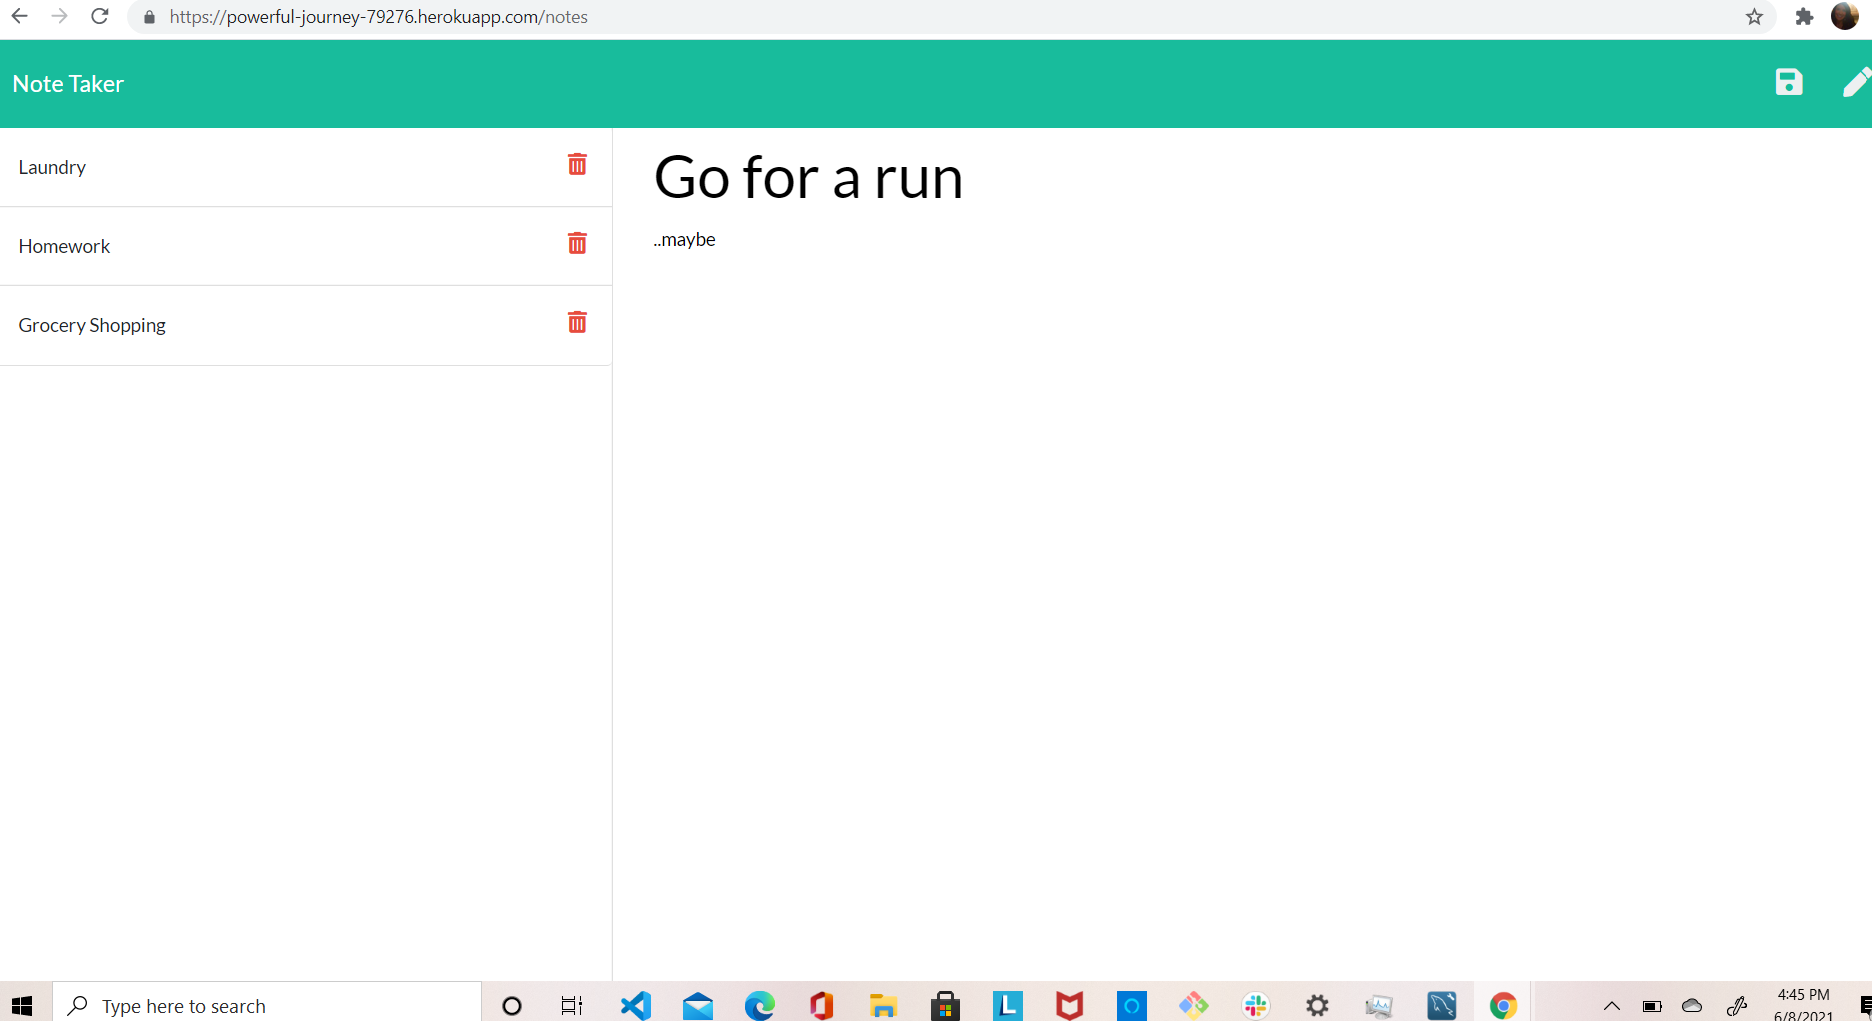 https://powerful-journey-79276.herokuapp.com/notes
Note Taker
Laundry
Homework
Grocery Shopping
Go for a run
..maybe
Type here to search
L
4:45 PM
6/8/2021